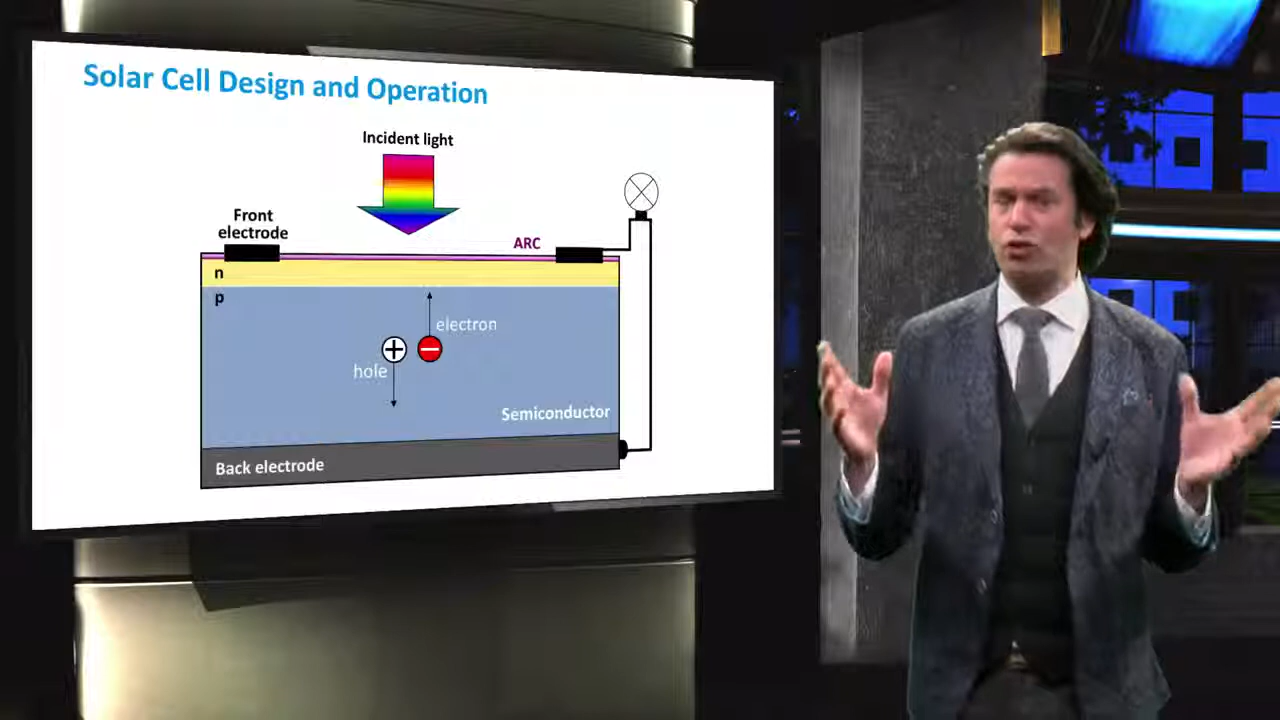 Solar Cell Design and Operation
Incident light
Front
electrode
ARC
n
p
electron
hole
Semiconductor
Back electrode